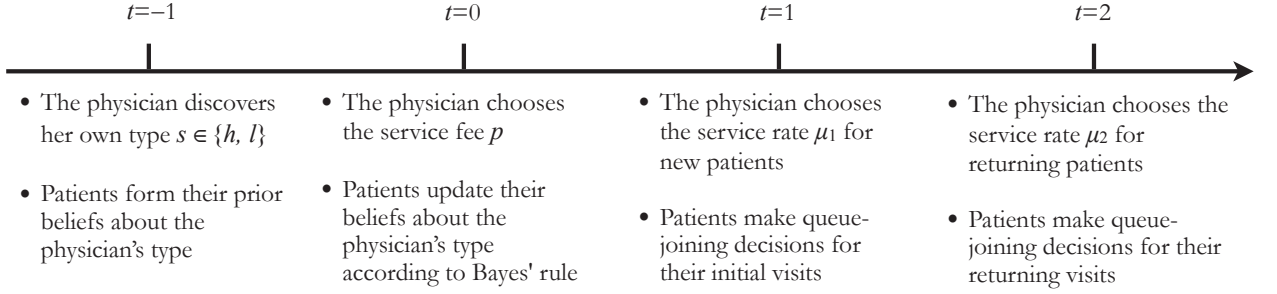 t=−1
t=0
t=1
t=2
• The physician discovers
her own type s ∈ {h, l}
• Patients form their prior
beliefs about the
physician's type
• The physician chooses
the service fee p
• Patients update their
beliefs about the
physician's type
according to Bayes' rule
• The physician chooses
the service rate μ1 for
new patients
• Patients make queue-
joining decisions for
their initial visits
• The physician chooses the
service rate μ2 for
returning patients
• Patients make queue-
joining decisions for their
returning visits